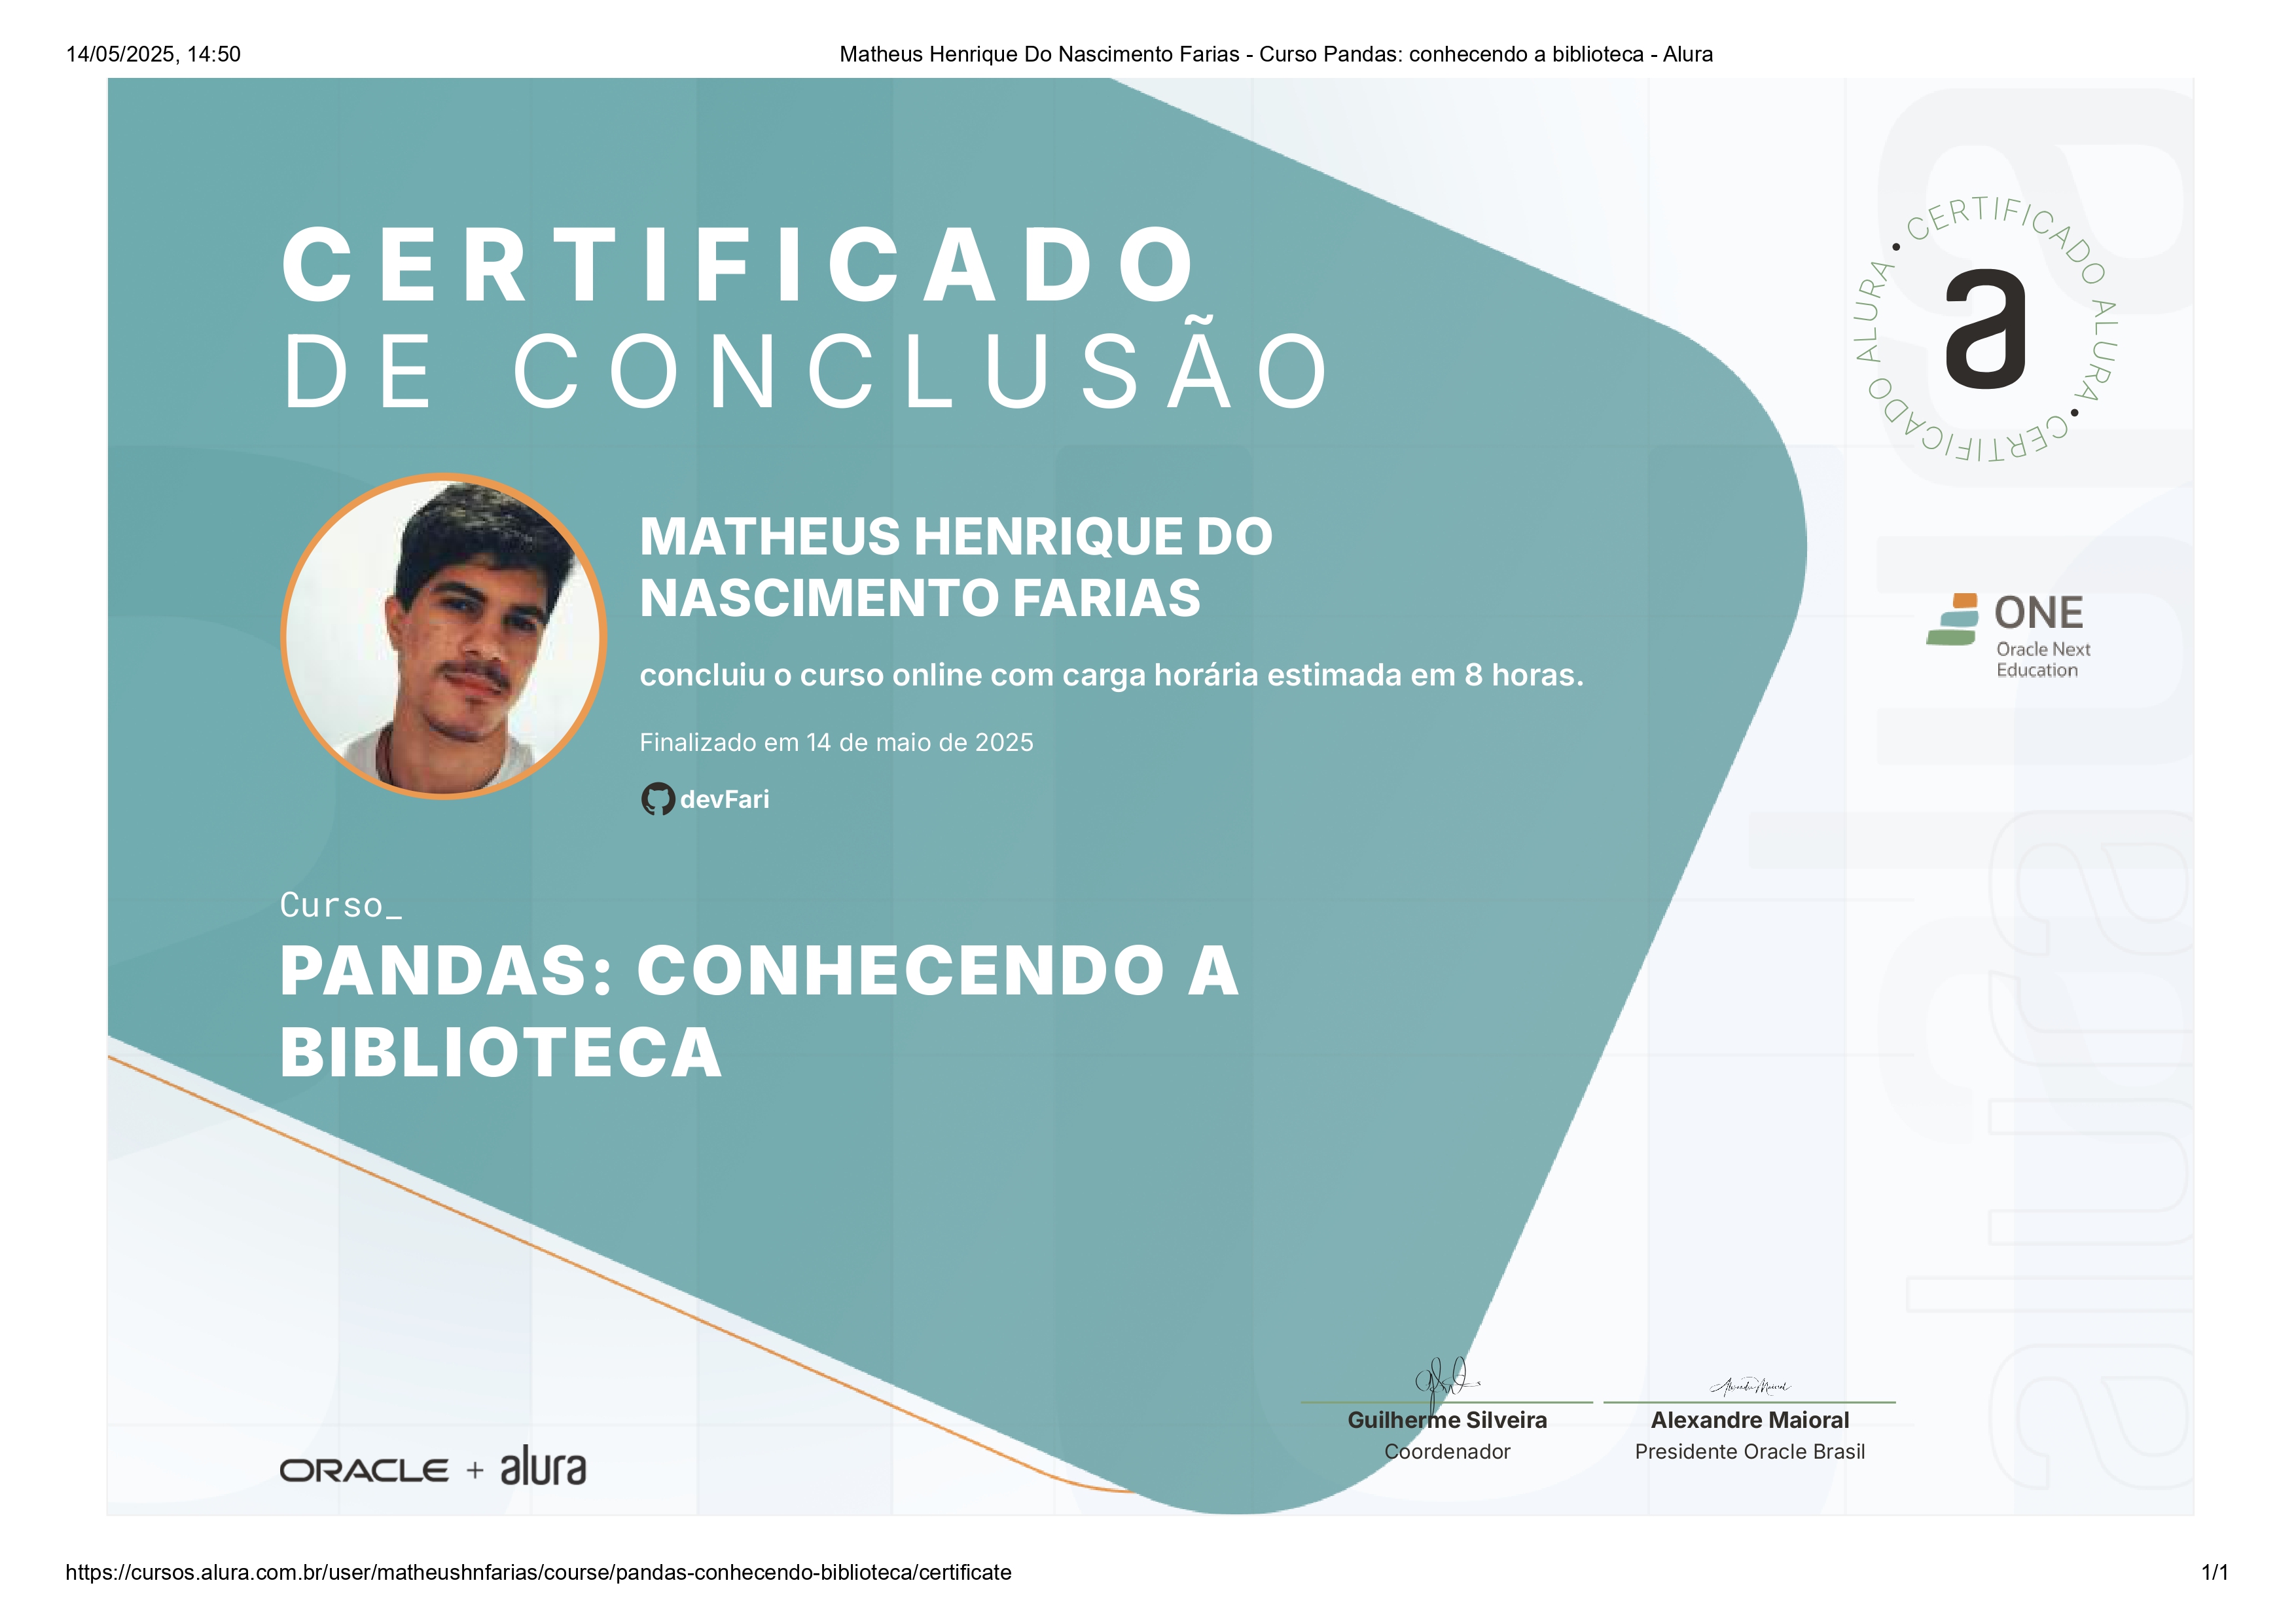 14/05/2025, 14:50
Matheus Henrique Do Nascimento Farias - Curso Pandas: conhecendo a biblioteca - Alura
CERTIFICADO
DE CONCLUSÃO
CERTIFICADO ALURA • CERTIFICADO ALURA •
a
MATHEUS HENRIQUE DO
NASCIMENTO FARIAS
concluiu o curso online com carga horária estimada em 8 horas.
Finalizado em 14 de maio de 2025
devFari
ONE
Oracle Next
Education
Curso_
PANDAS: CONHECENDO A
BIBLIOTECA
alura
Alexandre Maioral
Guilherme Silveira
Coordenador
Alexandre Maioral
Presidente Oracle Brasil
ORACLE + alura
https://cursos.alura.com.br/user/matheushnfarias/course/pandas-conhecendo-biblioteca/certificate
1/1